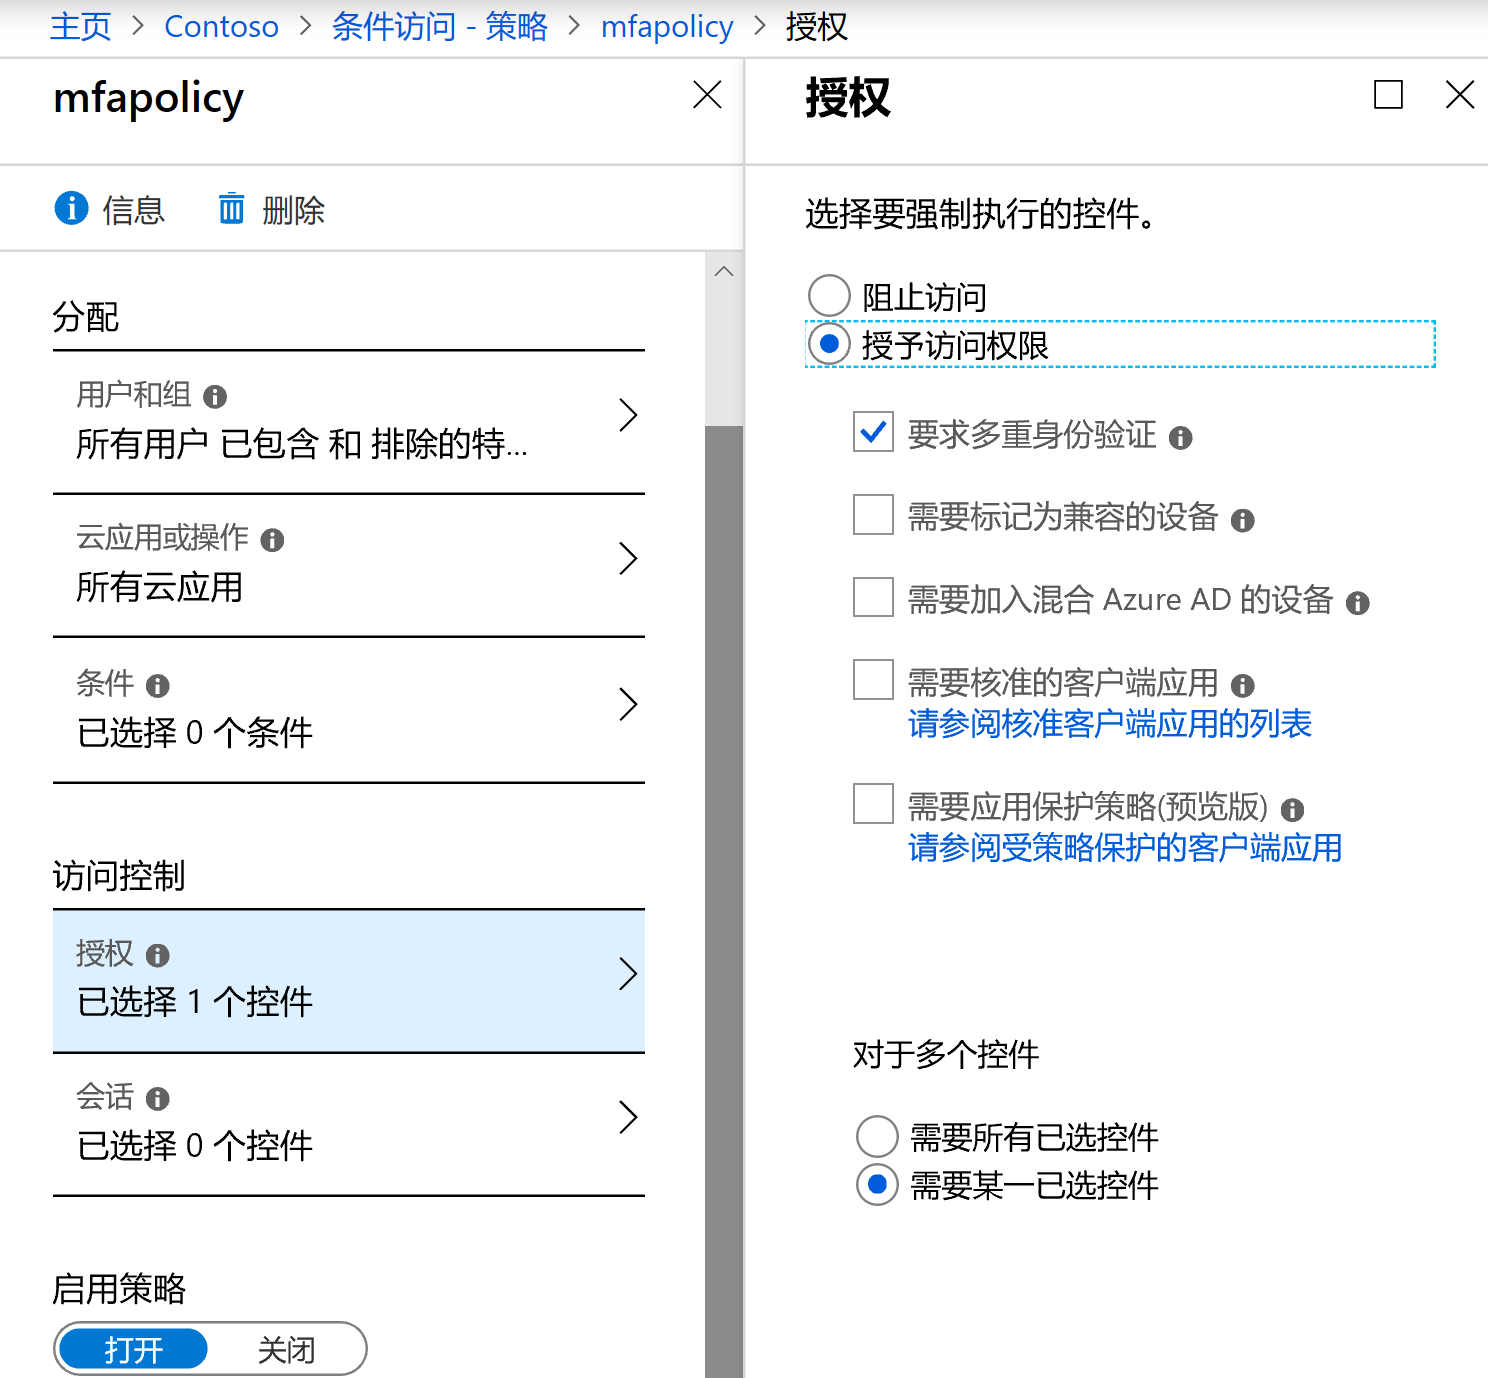 主页 > Contoso > 条件访问 - 策略 > mfapolicy > 授权
mfapolicy
信息 删除
分配
用户和组
所有用户 已包含 和 排除的特...
云应用或操作
所有云应用
条件
已选择 0 个条件
访问控制
授权
已选择 1 个控件
会话
已选择 0 个控件
启用策略
打开 关闭
授权
选择要强制执行的控件。
阻止访问
授予访问权限
要求多重身份验证
需要标记为兼容的设备
需要加入混合 Azure AD 的设备
需要核准的客户端应用
请参阅核准客户端应用的列表
需要应用保护策略(预览版)
请参阅受策略保护的客户端应用
对于多个控件
需要所有已选控件
需要某一已选控件